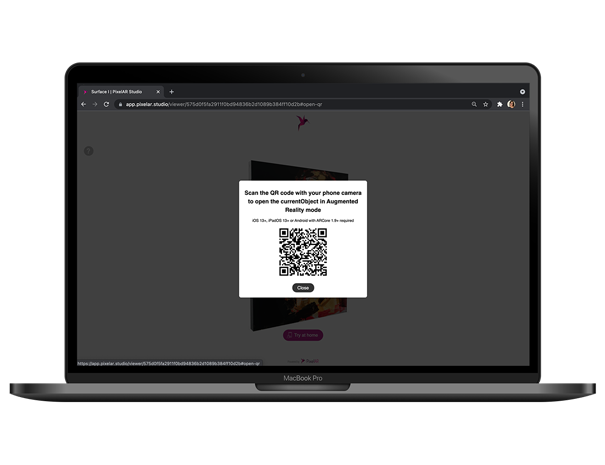 Surface I | PixelAR Studio
app.pixelar.studio/viewer/575d0f5fa2911f0bd94836b2d1089b384ff10d2b#open-qr
Scan the QR code with your phone camera
to open the currentObject in Augmented
Reality mode
iOS 12+, iPadOS 13+ or Android with ARCore 1.9+ required
Close
Try at home
https://app.pixelar.studio/viewer/575d0f5fa2911f0bd94836b2d1089b384ff10d2b#open-qr
MacBook Pro